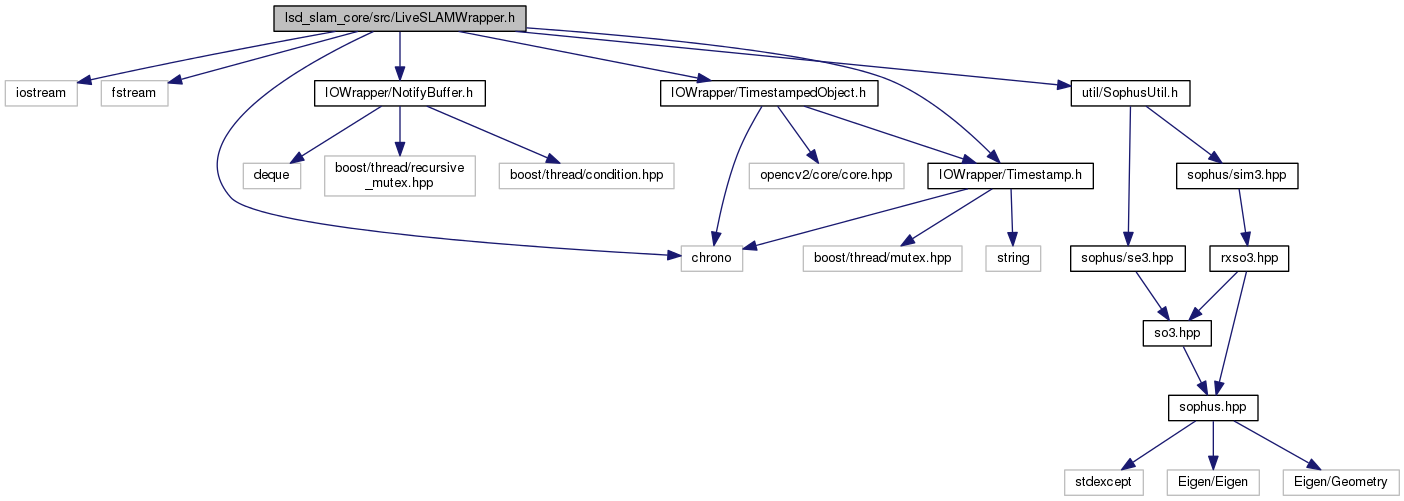 lsd_slam_core/src/LiveSLAMWrapper.h
iostream
fstream
IOWrapper/NotifyBuffer.h
IOWrapper/TimestampedObject.h
util/SophusUtil.h
deque
boost/thread/recursive
_mutex.hpp
boost/thread/condition.hpp
opencv2/core/core.hpp
IOWrapper/Timestamp.h
sophus/sim3.hpp
chrono
boost/thread/mutex.hpp
string
sophus/se3.hpp
rxso3.hpp
so3.hpp
sophus.hpp
stdexcept
Eigen/Eigen
Eigen/Geometry